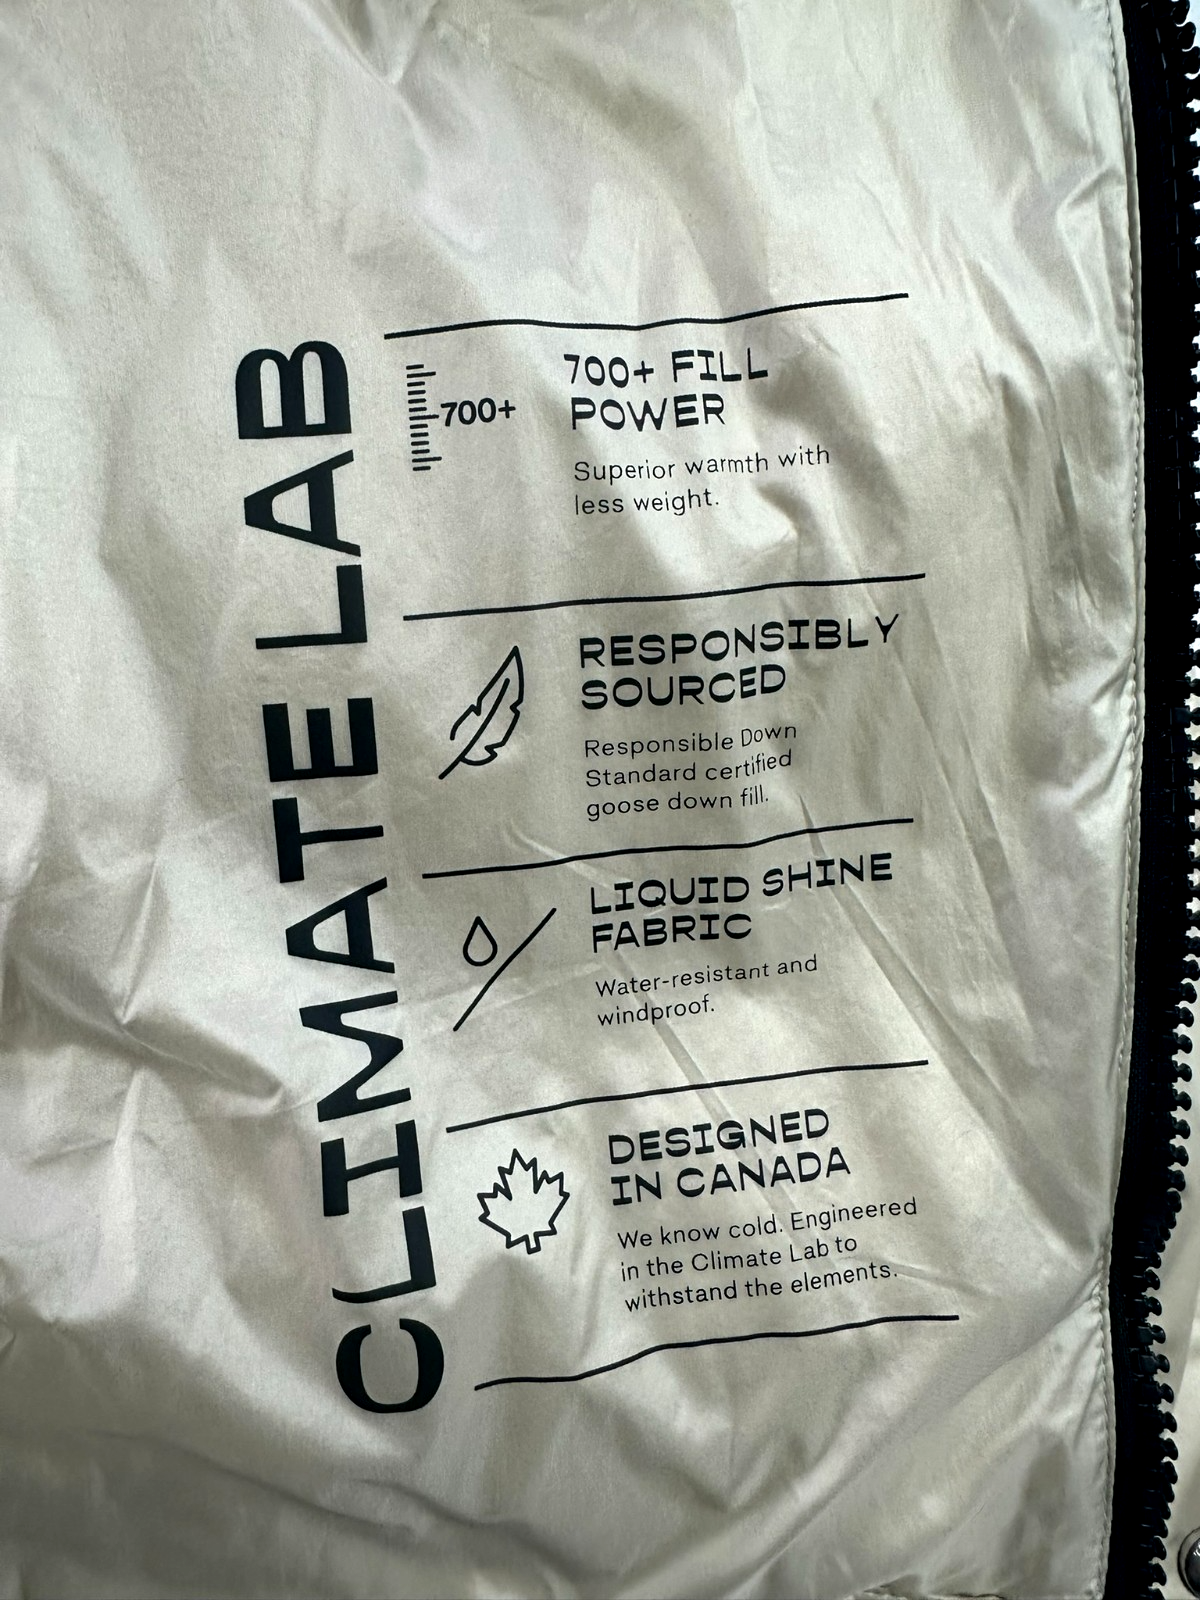 CLIMATE LAB
700+
700+ FILL
POWER
Superior warmth with
less weight.
RESPONSIBLY
SOURCED
Responsible Down
Standard certified
goose down fill.
LIQUID SHINE
FABRIC
Water-resistant and
windproof.
DESIGNED
IN CANADA
We know cold. Engineered
in the Climate Lab to
withstand the elements.